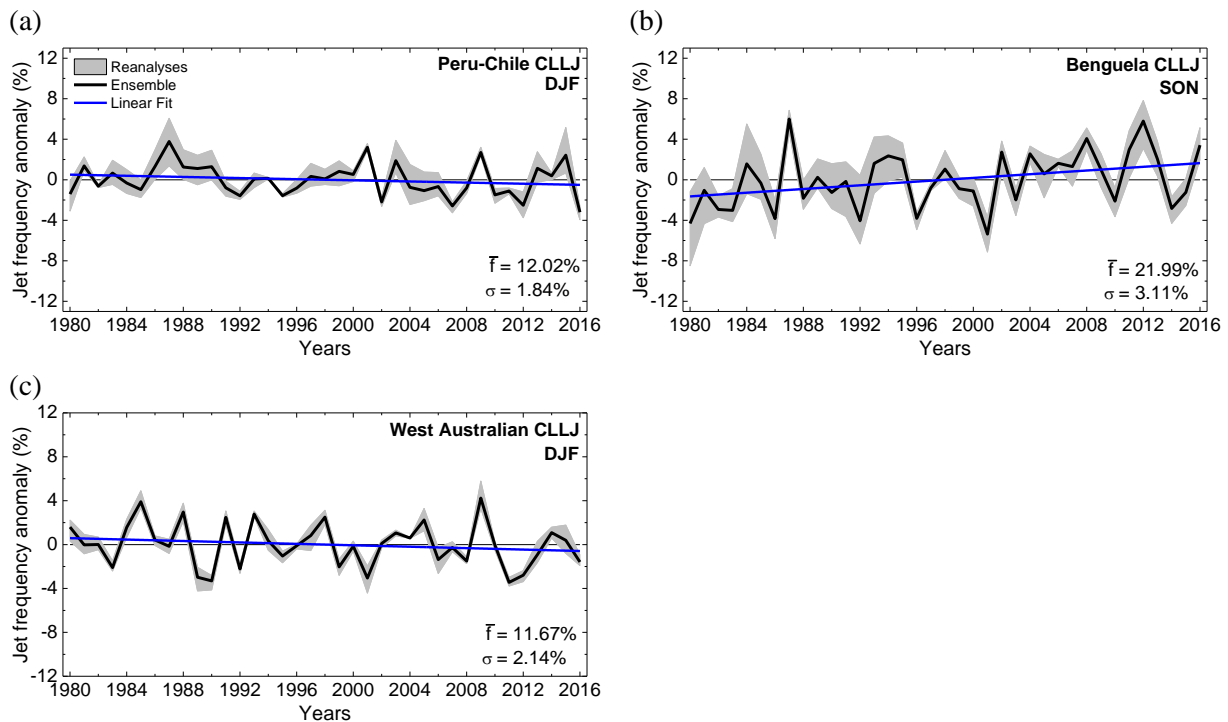 (a)
Jet frequency anomaly (%)
12
8
4
0
-4
-8
-12
Reanalyses
Ensemble
Linear Fit
Peru-Chile CLLJ
DJF
f̅ = 12.02%
σ = 1.84%
1980 1984 1988 1992 1996 2000 2004 2008 2012 2016
Years
(b)
Jet frequency anomaly (%)
12
8
4
0
-4
-8
-12
Benguela CLLJ
SON
f̅ = 21.99%
σ = 3.11%
1980 1984 1988 1992 1996 2000 2004 2008 2012 2016
Years
(c)
Jet frequency anomaly (%)
12
8
4
0
-4
-8
-12
West Australian CLLJ
DJF
f̅ = 11.67%
σ = 2.14%
1980 1984 1988 1992 1996 2000 2004 2008 2012 2016
Years